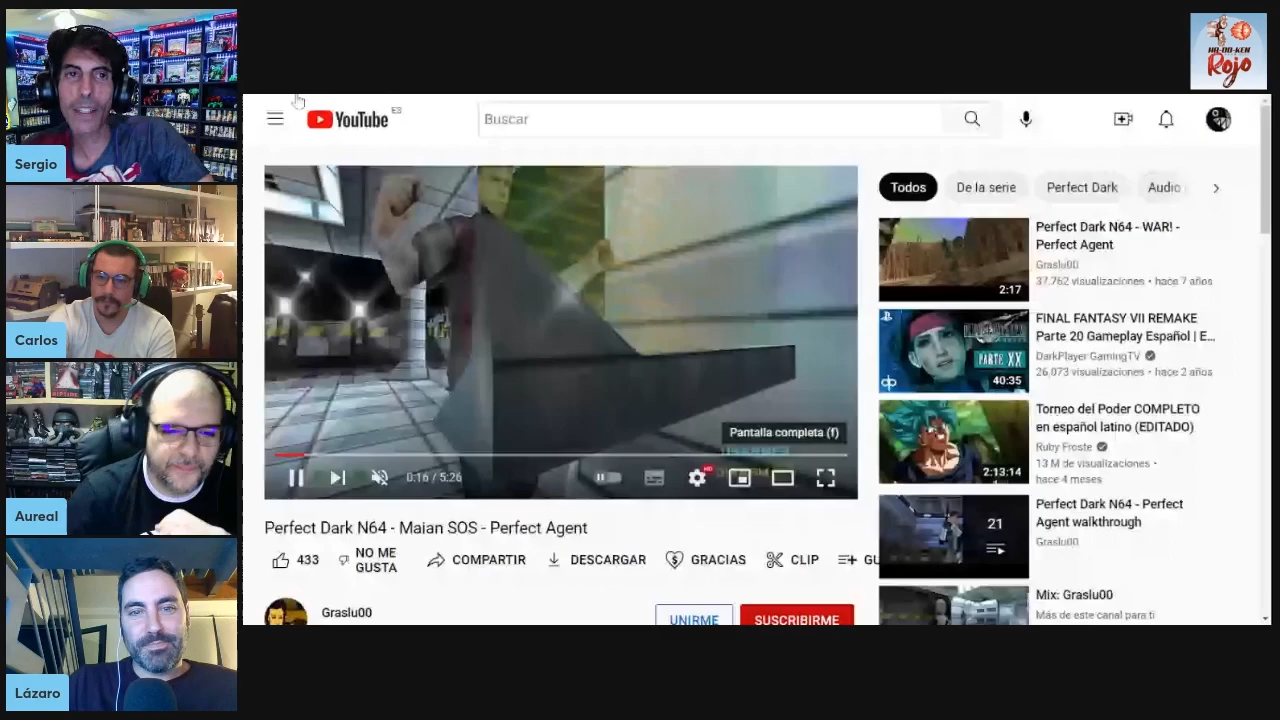 Sergio
Carlos
Aureal
Lázaro
HA-DO-KEN
Rojo
YouTube ES
Buscar
Pantalla completa (f)
0:16 / 5:26
HD
Perfect Dark N64 - Maian SOS - Perfect Agent
433
NO ME
GUSTA
COMPARTIR
DESCARGAR
GRACIAS
CLIP
GU
Graslu00
UNIRME
SUSCRIBIRME
Todos
De la serie
Perfect Dark
Audio
2:17
Perfect Dark N64 - WAR! -
Perfect Agent
Graslu00
37.762 visualizaciones • hace 7 años
PARTE XX
40:35
FINAL FANTASY VII REMAKE
Parte 20 Gameplay Español | E...
DarkPlayer GamingTV
26.073 visualizaciones • hace 2 años
2:13:14
Torneo del Poder COMPLETO
en español latino (EDITADO)
Ruby Froste
13 M de visualizaciones •
hace 4 meses
21
Perfect Dark N64 - Perfect
Agent walkthrough
Graslu00
Mix: Graslu00
Más de este canal para ti